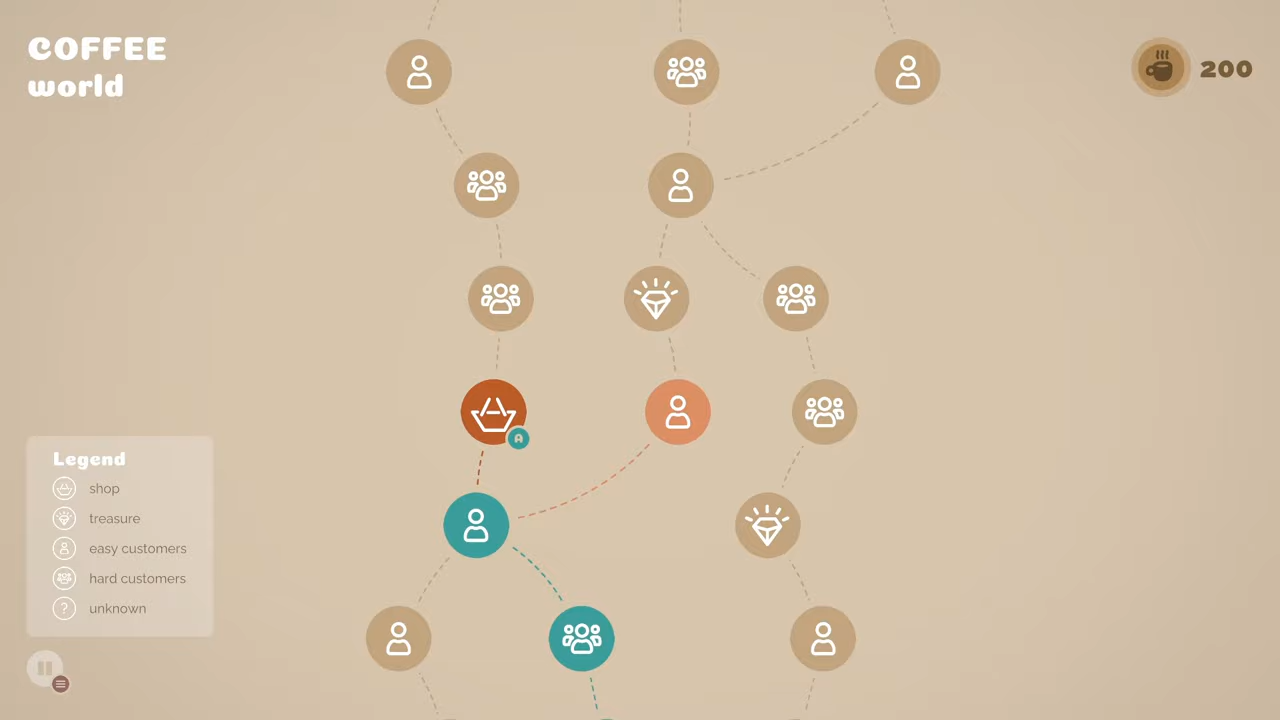 COFFEE
world
200
A
Legend
shop
treasure
easy customers
hard customers
?
unknown